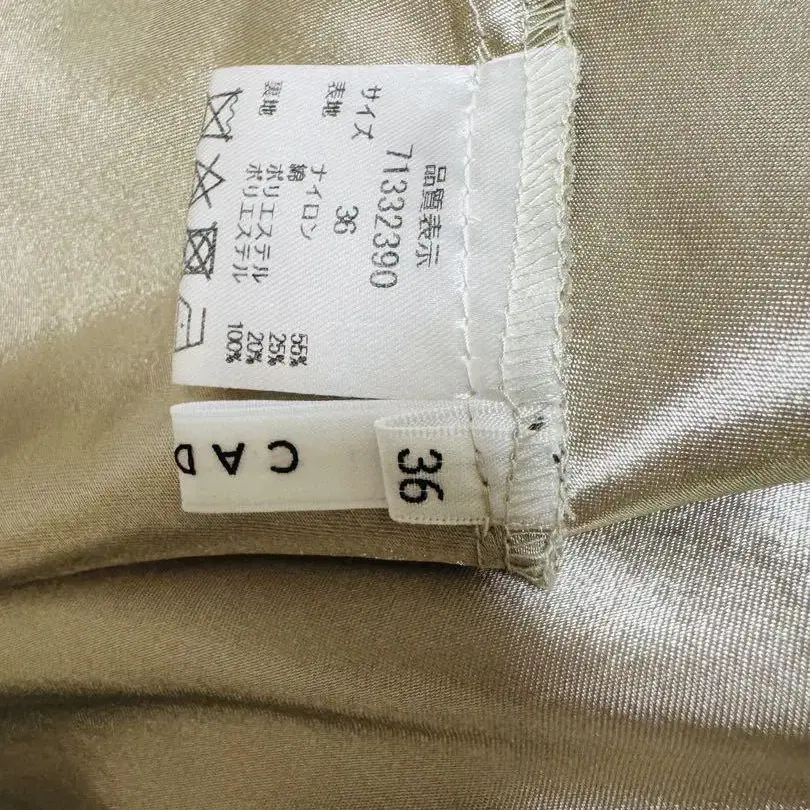 品質表示
71332390
サイズ 36
表地 ナイロン 55%
綿 25%
ポリエステル 20%
裏地 ポリエステル 100%
36
CAD